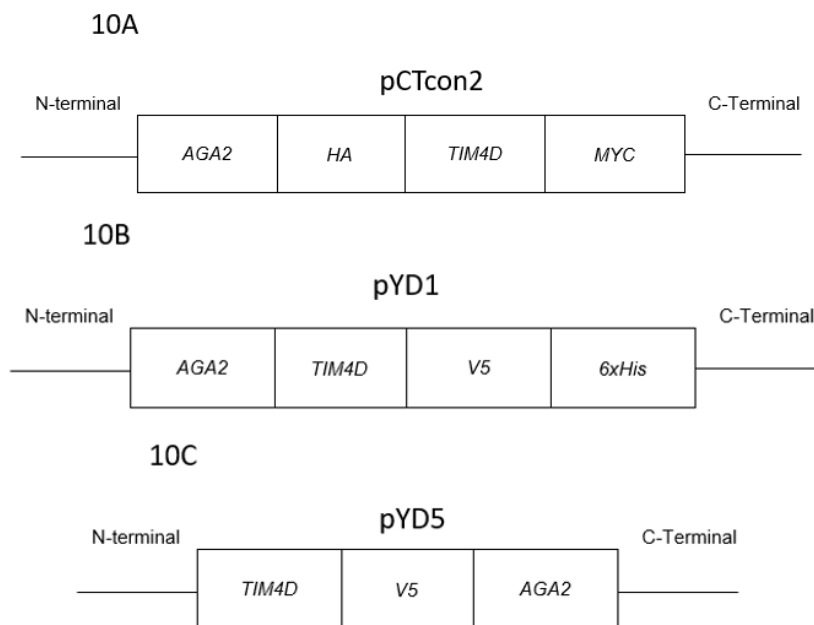 10A
pCTcon2
N-terminal C-Terminal
AGA2 HA TIM4D MYC
10B
pYD1
N-terminal C-Terminal
AGA2 TIM4D V5 6xHis
10C
pYD5
N-terminal C-Terminal
TIM4D V5 AGA2